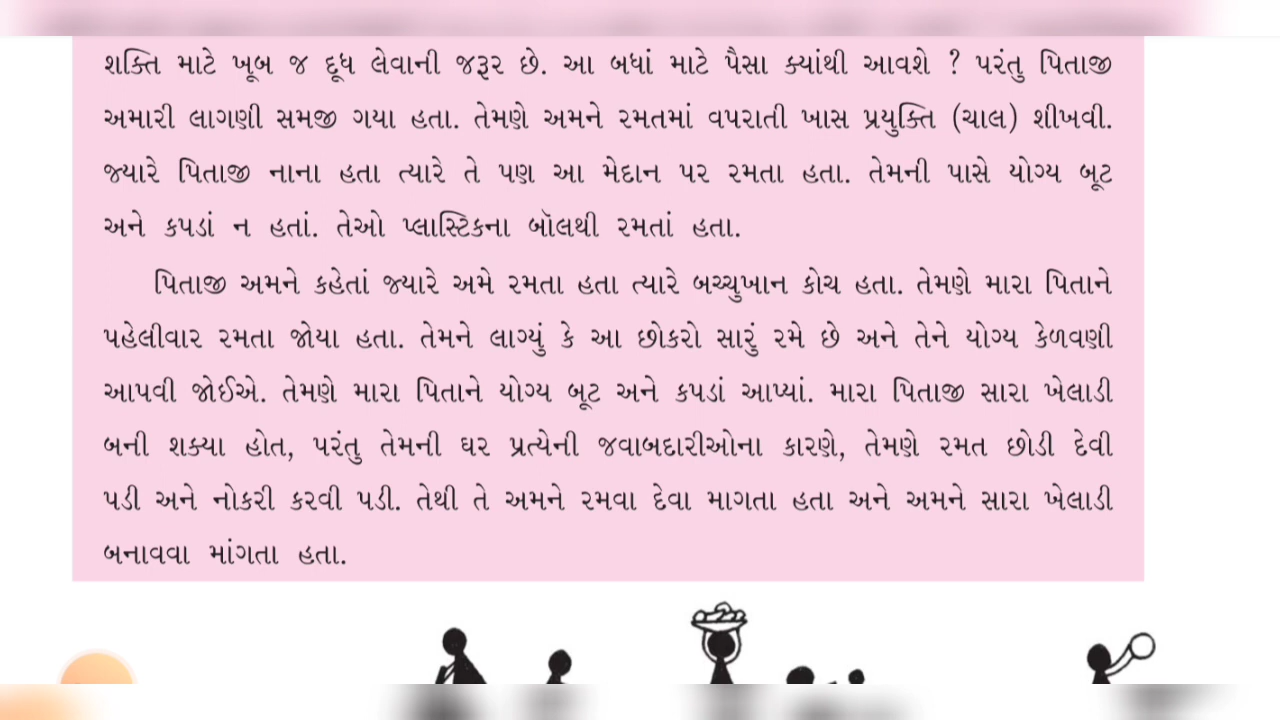 શક્તિ માટે ખૂબ જ દૂધ લેવાની જરૂર છે. આ બધાં માટે પૈસા ક્યાંથી આવશે ? પરંતુ પિતાજી
અમારી લાગણી સમજી ગયા હતા. તેમણે અમને રમતમાં વપરાતી ખાસ પ્રયુક્તિ (ચાલ) શીખવી.
જ્યારે પિતાજી નાના હતા ત્યારે તે પણ આ મેદાન પર રમતા હતા. તેમની પાસે યોગ્ય બૂટ
અને કપડાં ન હતાં. તેઓ પ્લાસ્ટિકના બૉલથી રમતાં હતા.
પિતાજી અમને કહેતાં જ્યારે અમે રમતા હતા ત્યારે બચ્ચુખાન કોચ હતા. તેમણે મારા પિતાને
પહેલીવાર રમતા જોયા હતા. તેમને લાગ્યું કે આ છોકરો સારું રમે છે અને તેને યોગ્ય કેળવણી
આપવી જોઈએ. તેમણે મારા પિતાને યોગ્ય બૂટ અને કપડાં આપ્યાં. મારા પિતાજી સારા ખેલાડી
બની શક્યા હોત, પરંતુ તેમની ઘર પ્રત્યેની જવાબદારીઓના કારણે, તેમણે રમત છોડી દેવી
પડી અને નોકરી કરવી પડી. તેથી તે અમને રમવા દેવા માગતા હતા અને અમને સારા ખેલાડી
બનાવવા માંગતા હતા.